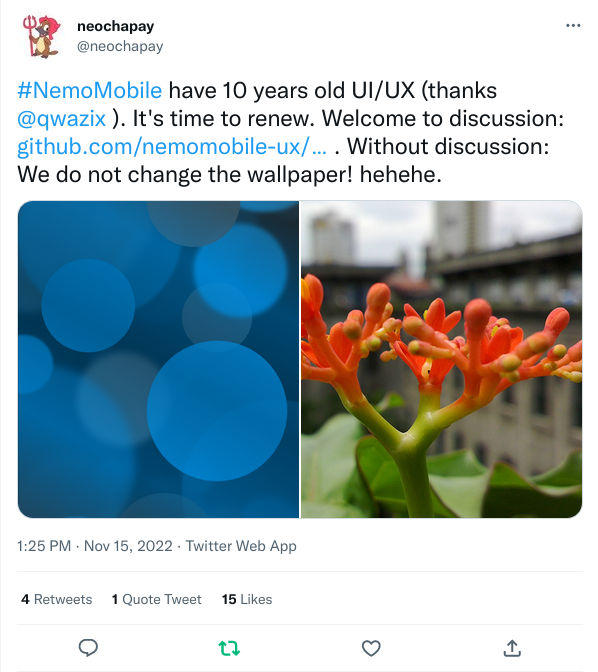 neochapay
@neochapay
#NemoMobile have 10 years old UI/UX (thanks
@qwazix ). It's time to renew. Welcome to discussion:
github.com/nemomobile-ux/... . Without discussion:
We do not change the wallpaper! hehehe.
1:25 PM · Nov 15, 2022 · Twitter Web App
4 Retweets 1 Quote Tweet 15 Likes